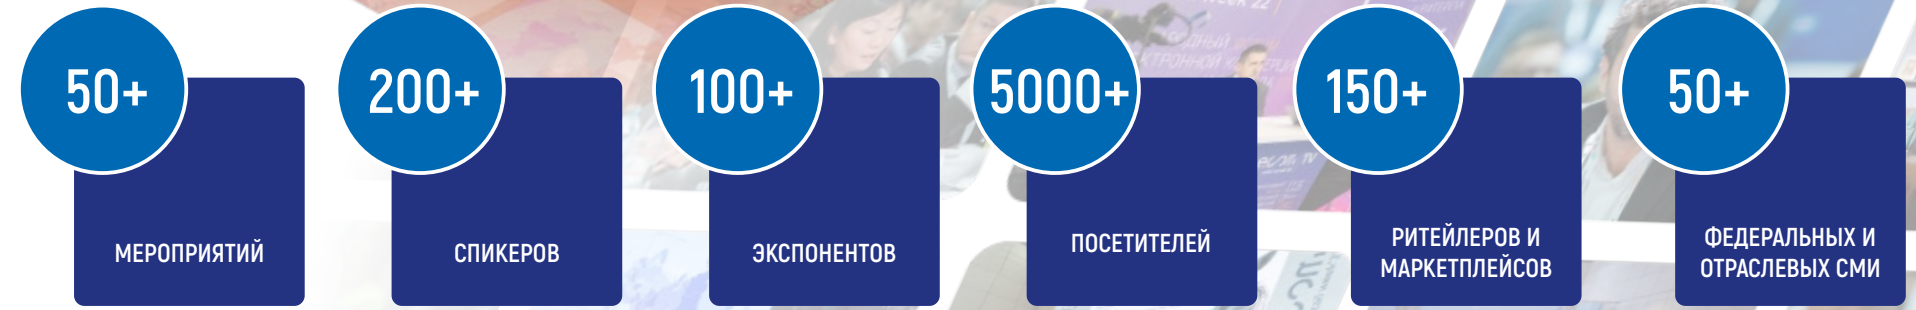 50+
МЕРОПРИЯТИЙ
200+
СПИКЕРОВ
100+
ЭКСПОНЕНТОВ
5000+
ПОСЕТИТЕЛЕЙ
150+
РИТЕЙЛЕРОВ И
МАРКЕТПЛЕЙСОВ
50+
ФЕДЕРАЛЬНЫХ И
ОТРАСЛЕВЫХ СМИ